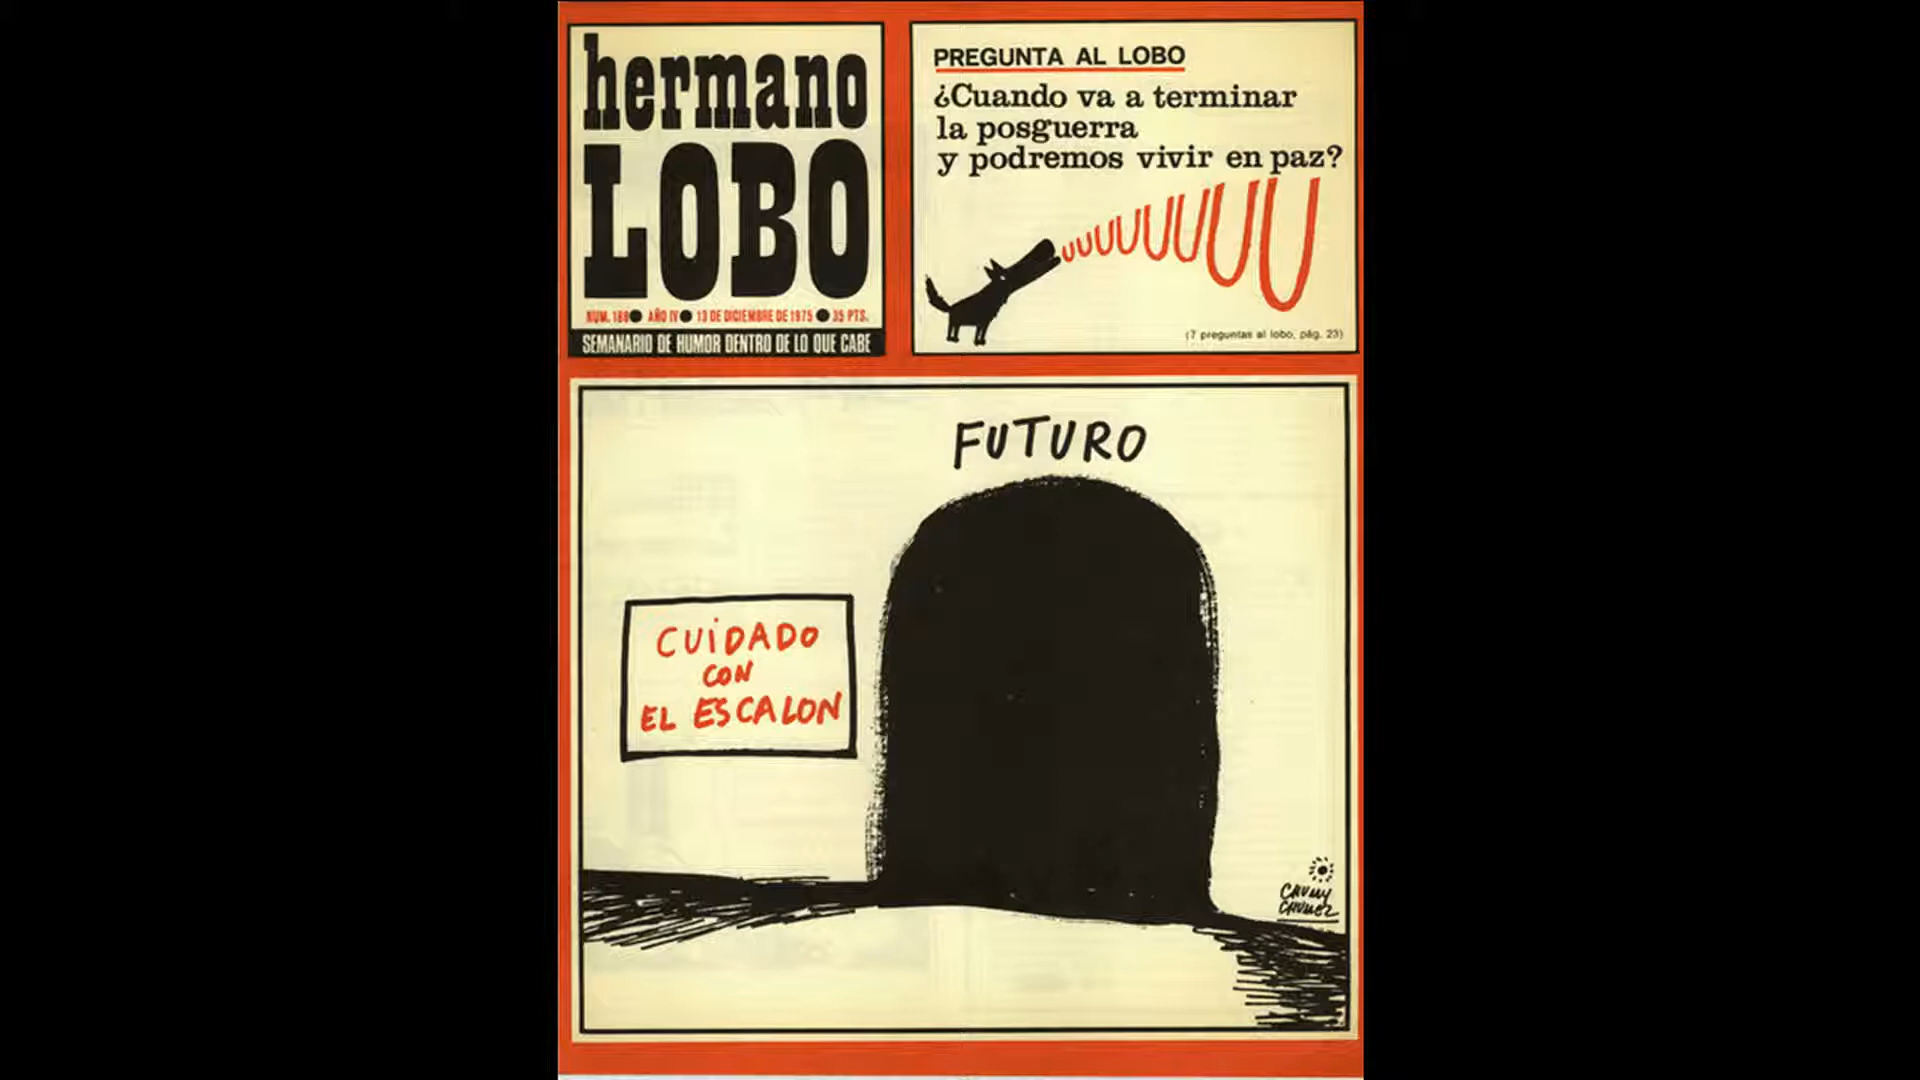 hermano
LOBO
NUM. 188 ● AÑO IV ● 13 DE DICIEMBRE DE 1975 ● 35 PTS.
SEMANARIO DE HUMOR DENTRO DE LO QUE CABE
PREGUNTA AL LOBO
¿Cuando va a terminar
la posguerra
y podremos vivir en paz?
UUUUUUUUU
(7 preguntas al lobo, pág. 23)
FUTURO
CUIDADO
CON
EL ESCALON
CHUMY
CHUMEZ